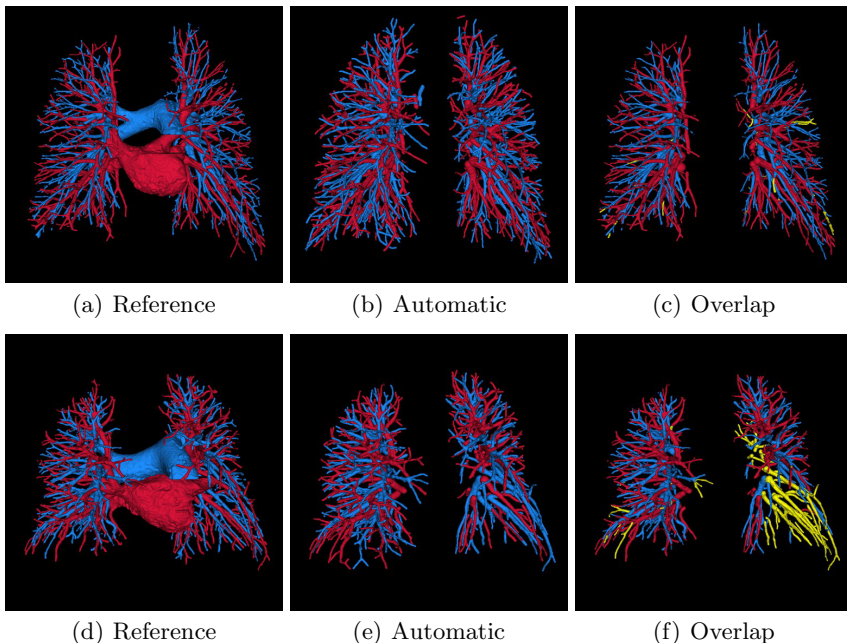 (a) Reference
(b) Automatic
(c) Overlap
(d) Reference
(e) Automatic
(f) Overlap